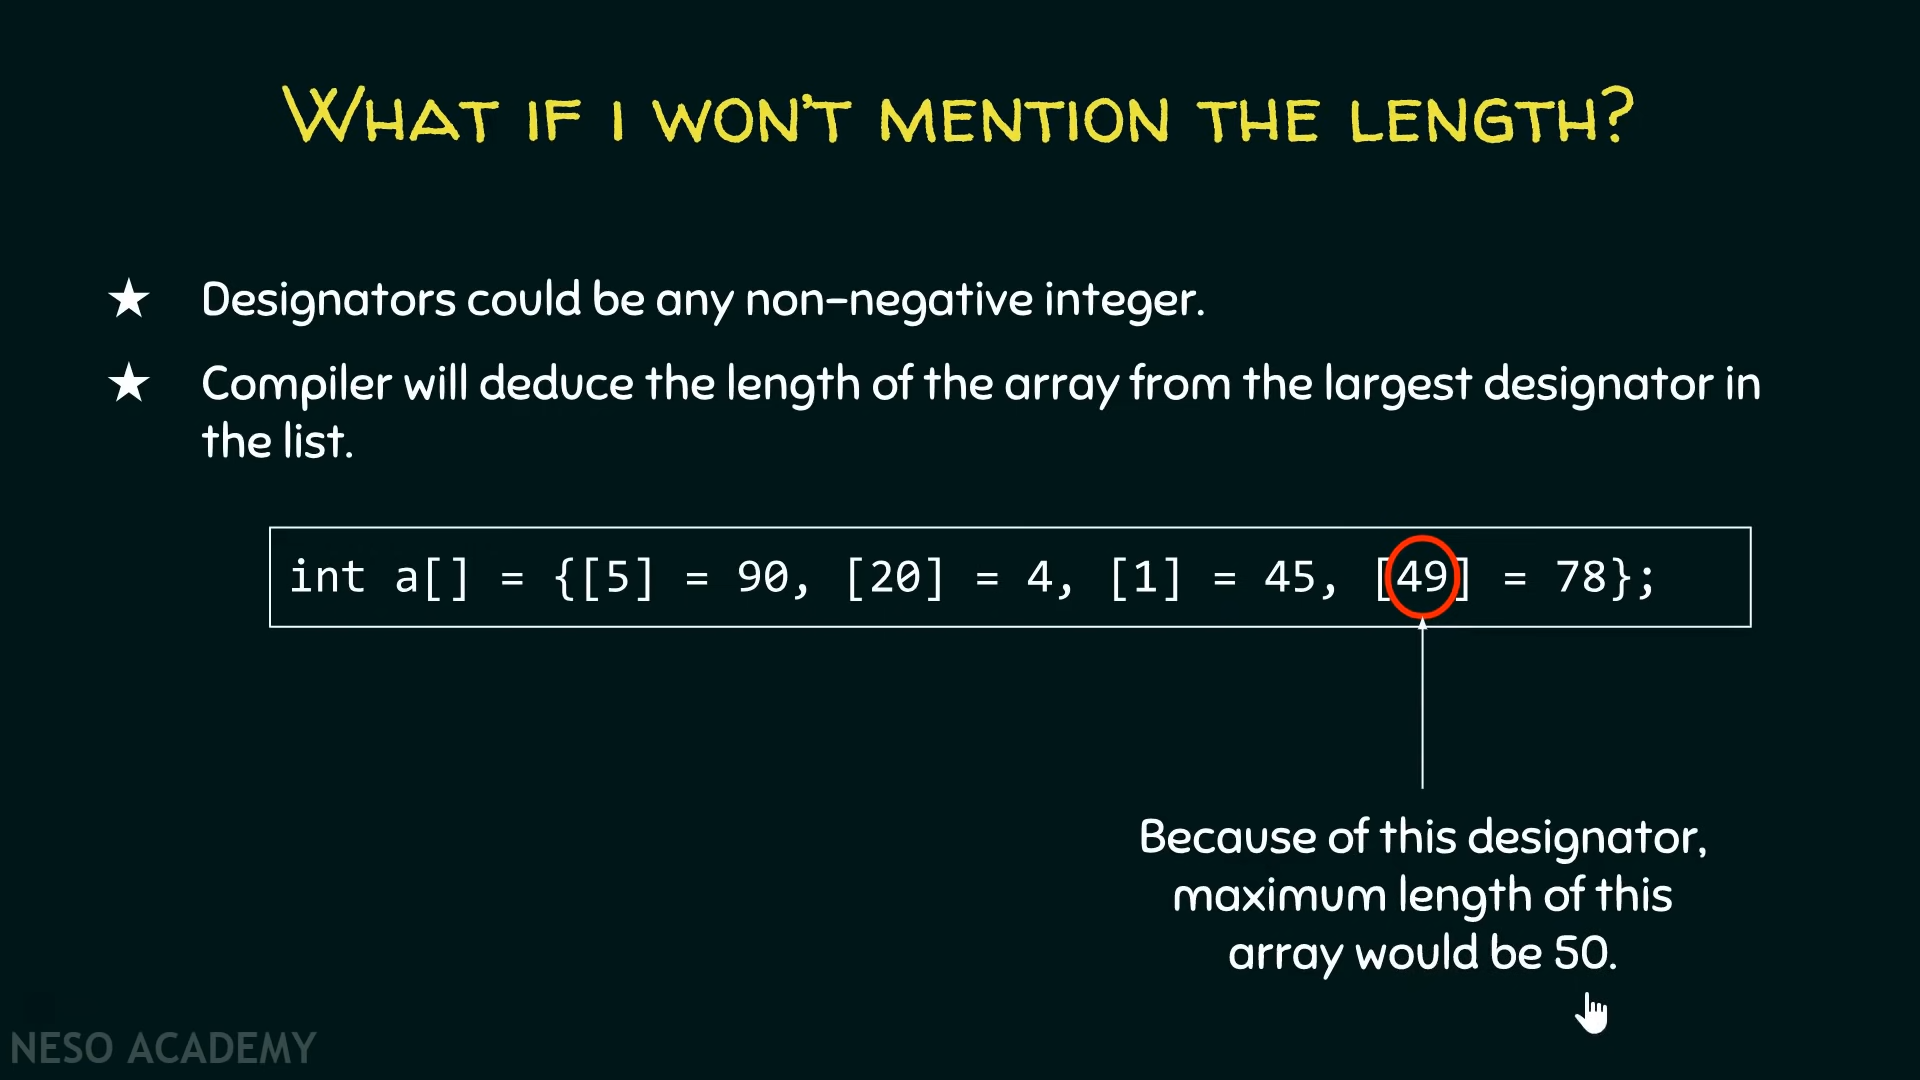 WHAT IF I WON'T MENTION THE LENGTH?
★ Designators could be any non-negative integer.
★ Compiler will deduce the length of the array from the largest designator in
the list.
int a[] = {[5] = 90, [20] = 4, [1] = 45, [49] = 78};
Because of this designator,
maximum length of this
array would be 50.
NESO ACADEMY